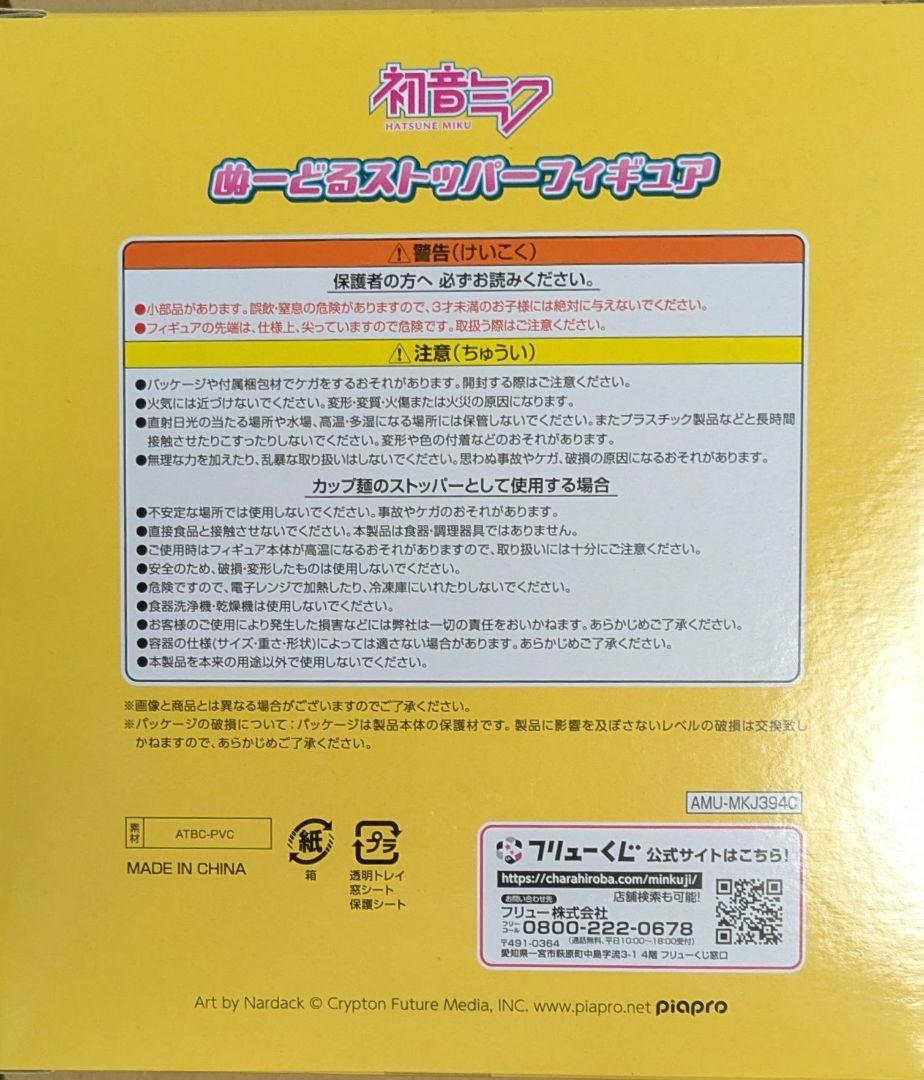 初音ミク
HATSUNE MIKU
ぬーどるストッパーフィギュア
⚠警告(けいこく)
保護者の方へ 必ずお読みください。
●小部品があります。誤飲・窒息の危険がありますので、3才未満のお子様には絶対に与えないでください。
●フィギュアの先端は、仕様上、尖っていますので危険です。取扱う際はご注意ください。
⚠注意(ちゅうい)
●パッケージや付属梱包材でケガをするおそれがあります。開封する際はご注意ください。
●火気には近づけないでください。変形・変質・火傷または火災の原因になります。
●直射日光の当たる場所や水場、高温・多湿になる場所には保管しないでください。またプラスチック製品などと長時間
接触させたりこすったりしないでください。変形や色の付着などのおそれがあります。
●無理な力を加えたり、乱暴な取り扱いはしないでください。思わぬ事故やケガ、破損の原因になるおそれがあります。
カップ麺のストッパーとして使用する場合
●不安定な場所では使用しないでください。事故やケガのおそれがあります。
●直接食品と接触させないでください。本製品は食器・調理器具ではありません。
●ご使用時はフィギュア本体が高温になるおそれがありますので、取り扱いには十分にご注意ください。
●安全のため、破損・変形したものは使用しないでください。
●危険ですので、電子レンジで加熱したり、冷凍庫にいれたりしないでください。
●食器洗浄機・乾燥機は使用しないでください。
●お客様のご使用により発生した損害などには弊社は一切の責任をおいかねます。あらかじめご了承ください。
●容器の仕様(サイズ・重さ・形状)によっては適さない場合があります。あらかじめご了承ください。
●本製品を本来の用途以外で使用しないでください。
※画像と商品とは異なる場合がございますのでご了承ください。
※パッケージの破損について:パッケージは製品本体の保護材です。製品に影響を及ぼさないレベルの破損は交換致し
かねますので、あらかじめご了承ください。
AMU-MKJ394C
素材 ATBC-PVC
MADE IN CHINA
紙
箱
プラ
透明トレイ
窓シート
保護シート
フリューくじ 公式サイトはこちら!
https://charahiroba.com/minkuji/
店舗検索も可能!
お問い合わせ先
フリュー株式会社
フリーコール 0800-222-0678
〒491-0364 (通話無料、平日10:00〜18:00受付)
愛知県一宮市萩原町中島字流3-1 4階 フリューくじ窓口
Art by Nardack © Crypton Future Media, INC. www.piapro.net piapro